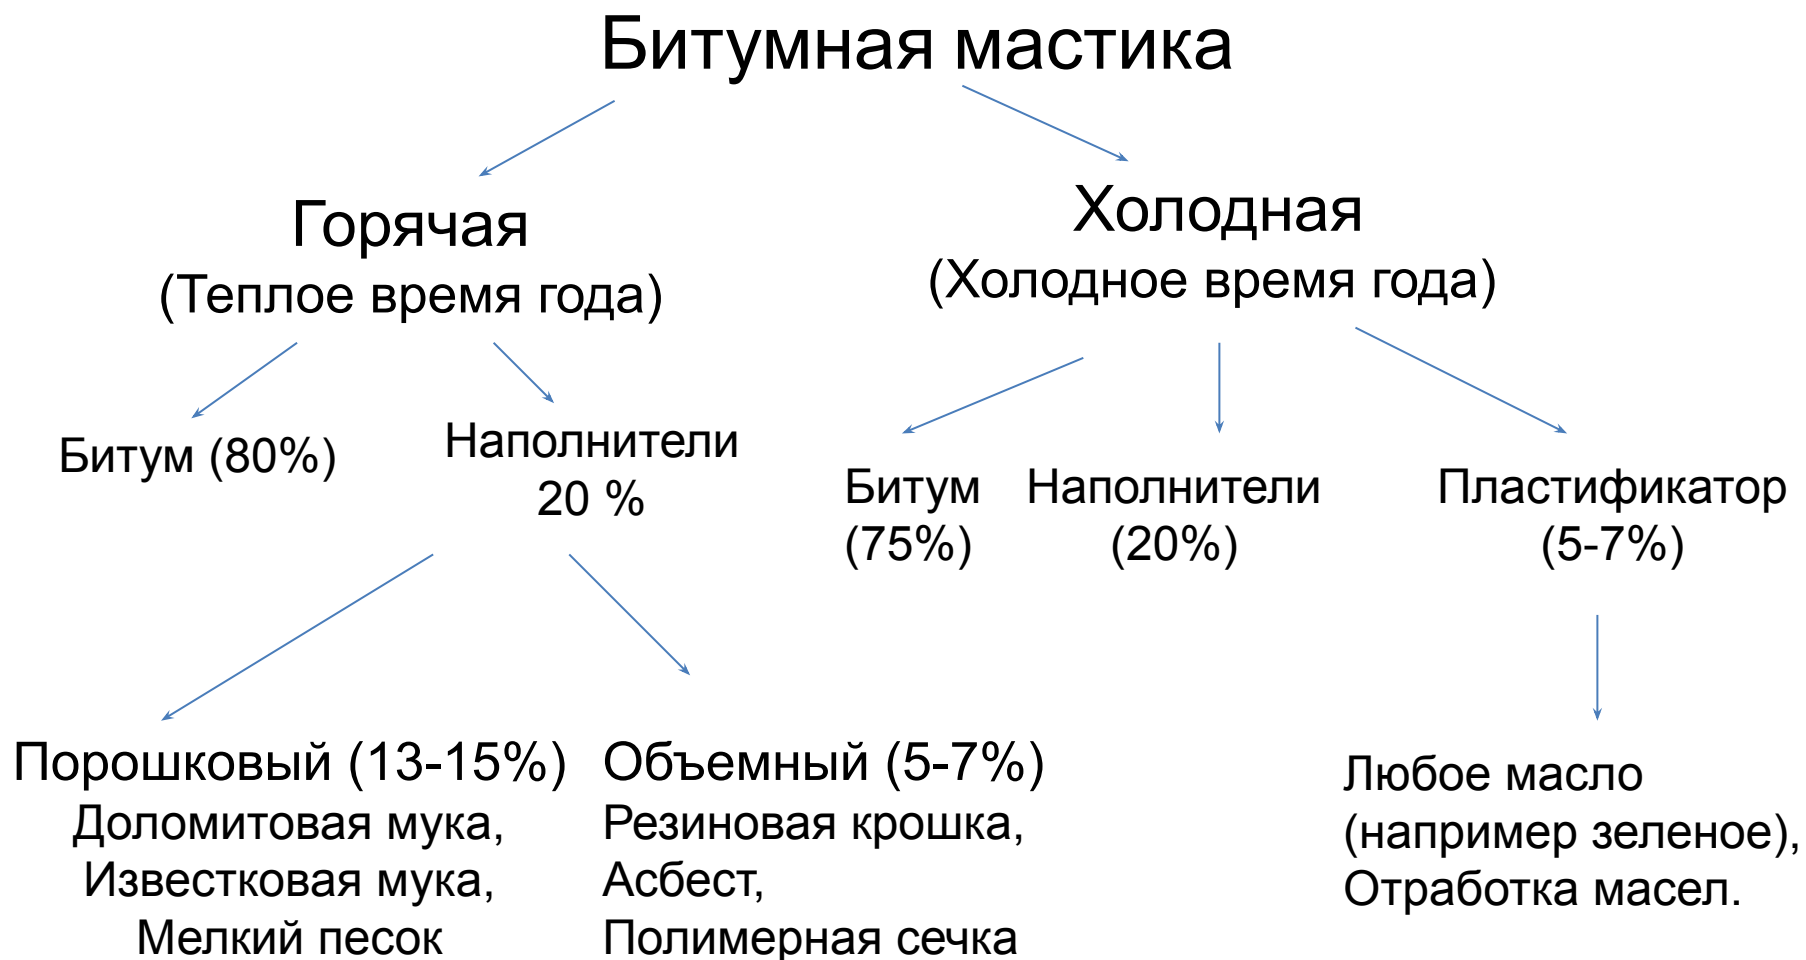 Битумная мастика
Горячая
(Теплое время года)
Холодная
(Холодное время года)
Битум (80%)
Наполнители
20 %
Битум
(75%)
Наполнители
(20%)
Пластификатор
(5-7%)
Порошковый (13-15%)
Доломитовая мука,
Известковая мука,
Мелкий песок
Объемный (5-7%)
Резиновая крошка,
Асбест,
Полимерная сечка
Любое масло
(например зеленое),
Отработка масел.